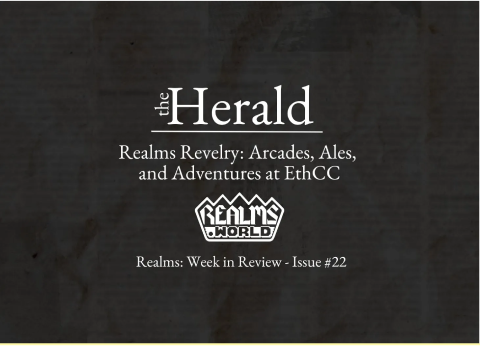 the Herald
Realms Revelry: Arcades, Ales,
and Adventures at EthCC
REALMS
.WORLD
Realms: Week in Review - Issue #22